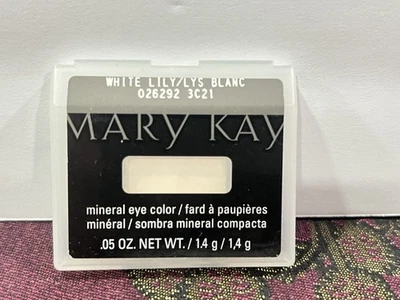 WHITE LILY/LYS BLANC
026292 3C21
MARY KAY
mineral eye color / fard à paupières
minéral / sombra mineral compacta
.05 OZ. NET WT. / 1.4 g / 1,4 g